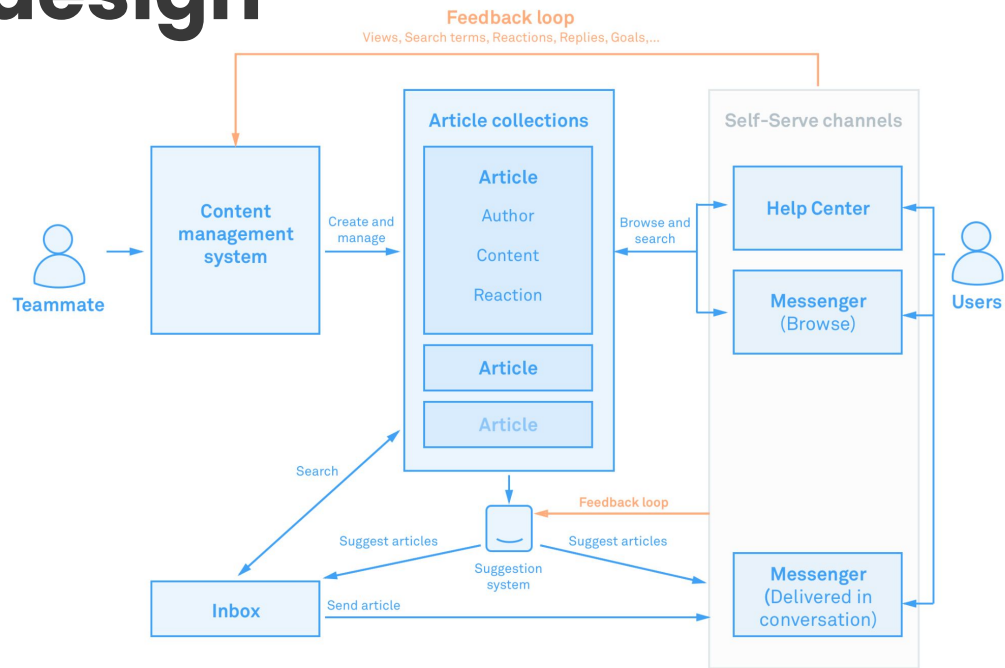 design
Feedback loop
Views, Search terms, Reactions, Replies, Goals,...
Article collections
Self-Serve channels
Article
Author
Content
Reaction
Content
management
system
Create and
manage
Browse and
search
Help Center
Teammate
Messenger
(Browse)
Users
Article
Article
Search
Feedback loop
Suggest articles
Suggest articles
Suggestion
system
Inbox
Send article
Messenger
(Delivered in
conversation)